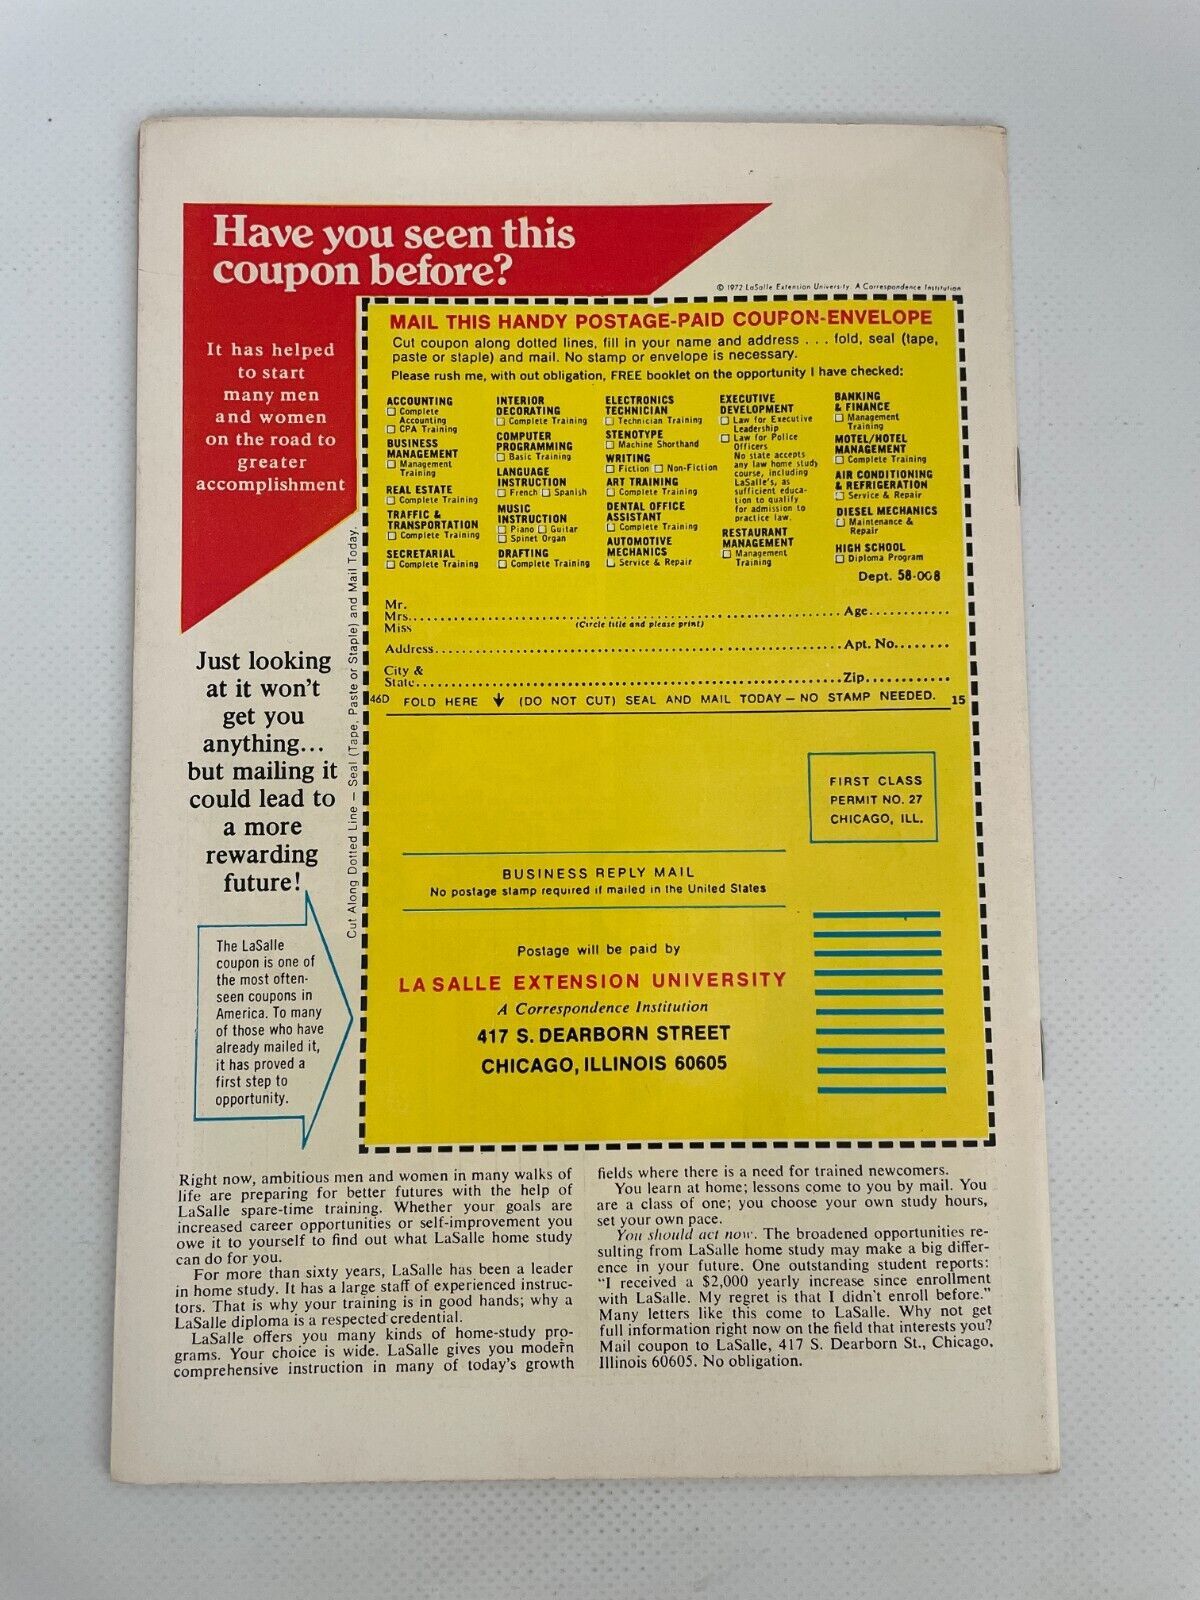 Have you seen this
coupon before?
© 1972 LaSalle Extension University A Correspondence Institution
It has helped
to start
many men
and women
on the road to
greater
accomplishment
Just looking
at it won't
get you
anything...
but mailing it
could lead to
a more
rewarding
future!
The LaSalle
coupon is one of
the most often-
seen coupons in
America. To many
of those who have
already mailed it,
it has proved a
first step to
opportunity.
Cut Along Dotted Line — Seal (Tape, Paste or Staple) and Mail Today.
MAIL THIS HANDY POSTAGE-PAID COUPON-ENVELOPE
Cut coupon along dotted lines, fill in your name and address . . . fold, seal (tape,
paste or staple) and mail. No stamp or envelope is necessary.
Please rush me, with out obligation, FREE booklet on the opportunity I have checked:
ACCOUNTING
Complete
Accounting
CPA Training
BUSINESS
MANAGEMENT
Management
Training
REAL ESTATE
Complete Training
TRAFFIC &
TRANSPORTATION
Complete Training
SECRETARIAL
Complete Training
INTERIOR
DECORATING
Complete Training
COMPUTER
PROGRAMMING
Basic Training
LANGUAGE
INSTRUCTION
French Spanish
MUSIC
INSTRUCTION
Piano Guitar
Spinet Organ
DRAFTING
Complete Training
ELECTRONICS
TECHNICIAN
Technician Training
STENOTYPE
Machine Shorthand
WRITING
Fiction Non-Fiction
ART TRAINING
Complete Training
DENTAL OFFICE
ASSISTANT
Complete Training
AUTOMOTIVE
MECHANICS
Service & Repair
EXECUTIVE
DEVELOPMENT
Law for Executive
Leadership
Law for Police
Officers
No state accepts
any law home study
course, including
LaSalle's, as
sufficient educa-
tion to qualify
for admission to
practice law.
RESTAURANT
MANAGEMENT
Management
Training
BANKING
& FINANCE
Management
Training
MOTEL/HOTEL
MANAGEMENT
Complete Training
AIR CONDITIONING
& REFRIGERATION
Service & Repair
DIESEL MECHANICS
Maintenance &
Repair
HIGH SCHOOL
Diploma Program
Dept. 58-008
Mr.
Mrs. Age
Miss (Circle title and please print)
Address Apt. No.
City &
State Zip
46D FOLD HERE ↓ (DO NOT CUT) SEAL AND MAIL TODAY — NO STAMP NEEDED. 15
FIRST CLASS
PERMIT NO. 27
CHICAGO, ILL.
BUSINESS REPLY MAIL
No postage stamp required if mailed in the United States
Postage will be paid by
LA SALLE EXTENSION UNIVERSITY
A Correspondence Institution
417 S. DEARBORN STREET
CHICAGO, ILLINOIS 60605
Right now, ambitious men and women in many walks of
life are preparing for better futures with the help of
LaSalle spare-time training. Whether your goals are
increased career opportunities or self-improvement you
owe it to yourself to find out what LaSalle home study
can do for you.
For more than sixty years, LaSalle has been a leader
in home study. It has a large staff of experienced instruc-
tors. That is why your training is in good hands; why a
LaSalle diploma is a respected credential.
LaSalle offers you many kinds of home-study pro-
grams. Your choice is wide. LaSalle gives you modern
comprehensive instruction in many of today's growth
fields where there is a need for trained newcomers.
You learn at home; lessons come to you by mail. You
are a class of one; you choose your own study hours,
set your own pace.
You should act now. The broadened opportunities re-
sulting from LaSalle home study may make a big differ-
ence in your future. One outstanding student reports:
"I received a $2,000 yearly increase since enrollment
with LaSalle. My regret is that I didn't enroll before."
Many letters like this come to LaSalle. Why not get
full information right now on the field that interests you?
Mail coupon to LaSalle, 417 S. Dearborn St., Chicago,
Illinois 60605. No obligation.